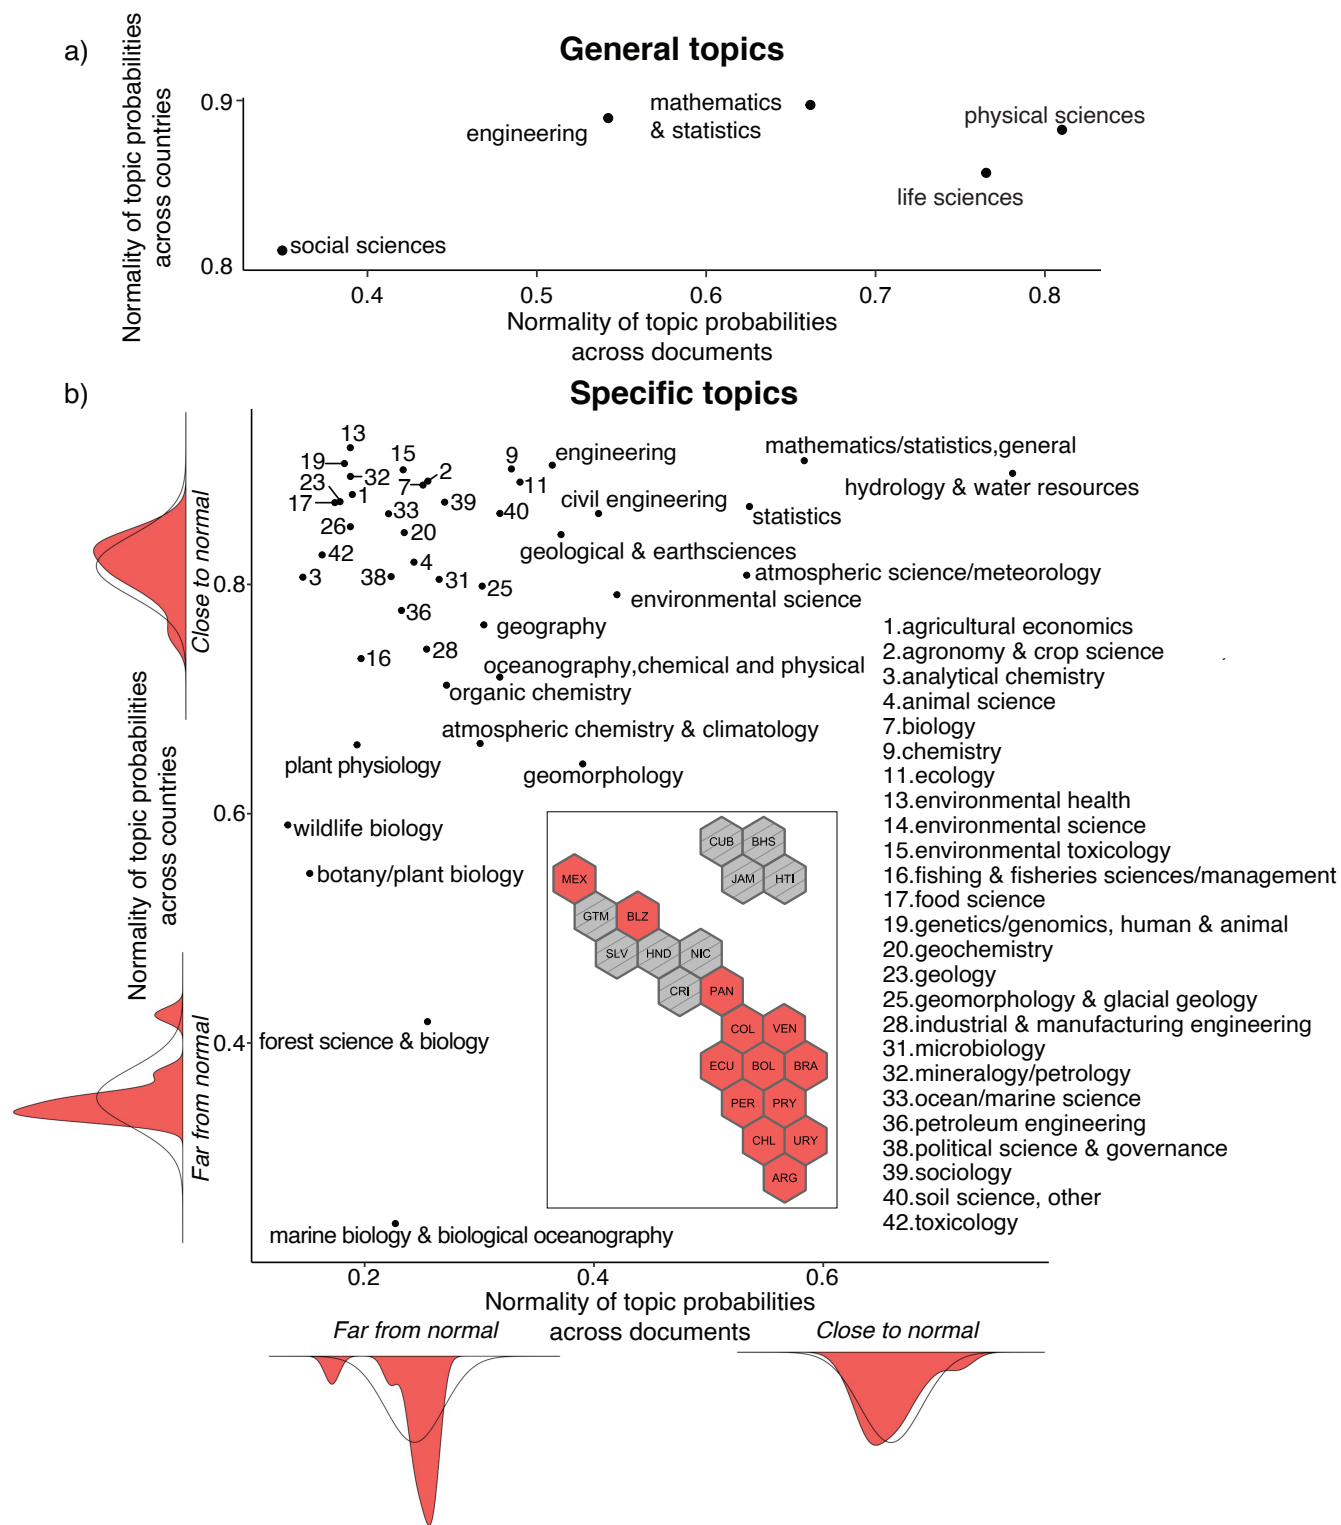 a)
General topics
Normality of topic probabilities
across countries
0.9
0.8
engineering
mathematics
& statistics
physical sciences
life sciences
social sciences
0.4
0.5
0.6
0.7
0.8
Normality of topic probabilities
across documents
b)
Specific topics
Close to normal
Normality of topic probabilities
across countries
Far from normal
0.8
0.6
0.4
13
19
32
23
17
1
26
42
3
15
7
2
39
33
20
4
38
31
36
16
28
25
9
11
40
engineering
civil engineering
geological & earthsciences
mathematics/statistics,general
hydrology & water resources
statistics
atmospheric science/meteorology
environmental science
geography
oceanography,chemical and physical
organic chemistry
atmospheric chemistry & climatology
plant physiology
geomorphology
wildlife biology
botany/plant biology
forest science & biology
marine biology & biological oceanography
CUB
BHS
JAM
HTI
MEX
GTM
BLZ
SLV
HND
NIC
CRI
PAN
COL
VEN
ECU
BOL
BRA
PER
PRY
CHL
URY
ARG
1.agricultural economics
2.agronomy & crop science
3.analytical chemistry
4.animal science
7.biology
9.chemistry
11.ecology
13.environmental health
14.environmental science
15.environmental toxicology
16.fishing & fisheries sciences/management
17.food science
19.genetics/genomics, human & animal
20.geochemistry
23.geology
25.geomorphology & glacial geology
28.industrial & manufacturing engineering
31.microbiology
32.mineralogy/petrology
33.ocean/marine science
36.petroleum engineering
38.political science & governance
39.sociology
40.soil science, other
42.toxicology
0.2
0.4
0.6
Normality of topic probabilities
across documents
Far from normal
Close to normal